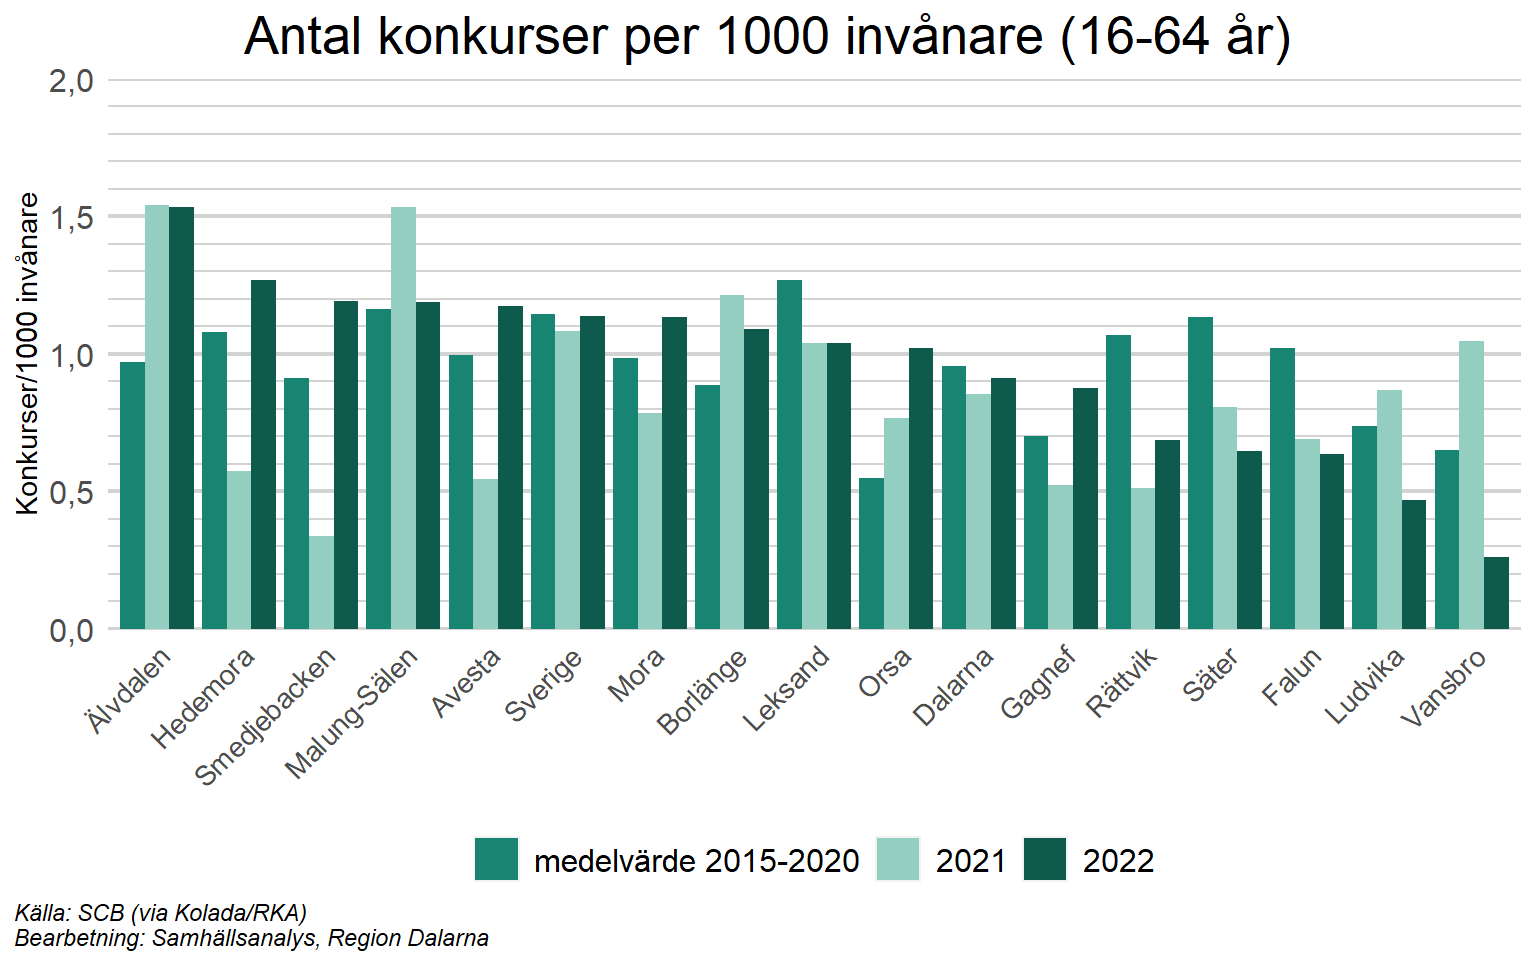 Antal konkurser per 1000 invånare (16-64 år)
Konkurser/1000 invånare
2,0
1,5
1,0
0,5
0,0
Älvdalen
Hedemora
Smedjebacken
Malung-Sälen
Avesta
Sverige
Mora
Borlänge
Leksand
Orsa
Dalarna
Gagnef
Rättvik
Säter
Falun
Ludvika
Vansbro
medelvärde 2015-2020
2021
2022
Källa: SCB (via Kolada/RKA)
Bearbetning: Samhällsanalys, Region Dalarna